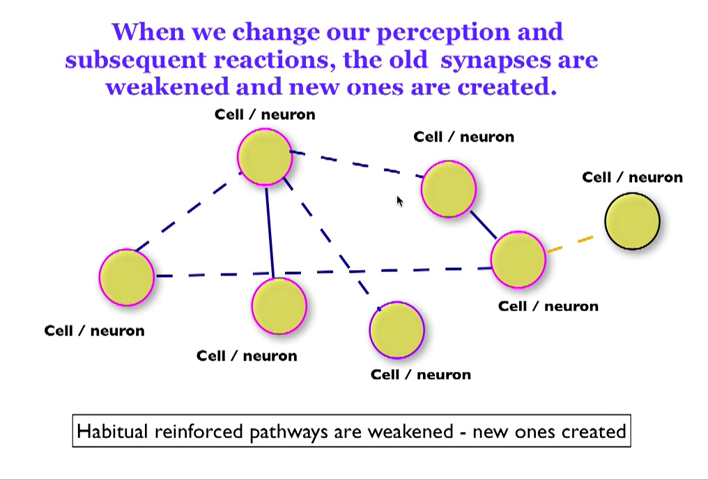 When we change our perception and
subsequent reactions, the old synapses are
weakened and new ones are created.
Cell / neuron
Cell / neuron
Cell / neuron
Cell / neuron
Cell / neuron
Cell / neuron
Cell / neuron
Habitual reinforced pathways are weakened - new ones created